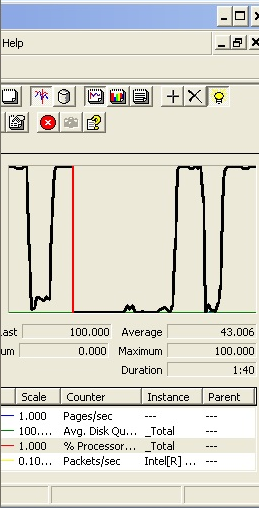 Help
Last 100.000 Average 43.006
um 0.000 Maximum 100.000
Duration 1:40
Scale Counter Instance Parent
1.000 Pages/sec --- ---
100.... Avg. Disk Qu... _Total ---
1.000 % Processor... _Total ---
0.10... Packets/sec Intel[R] ... ---